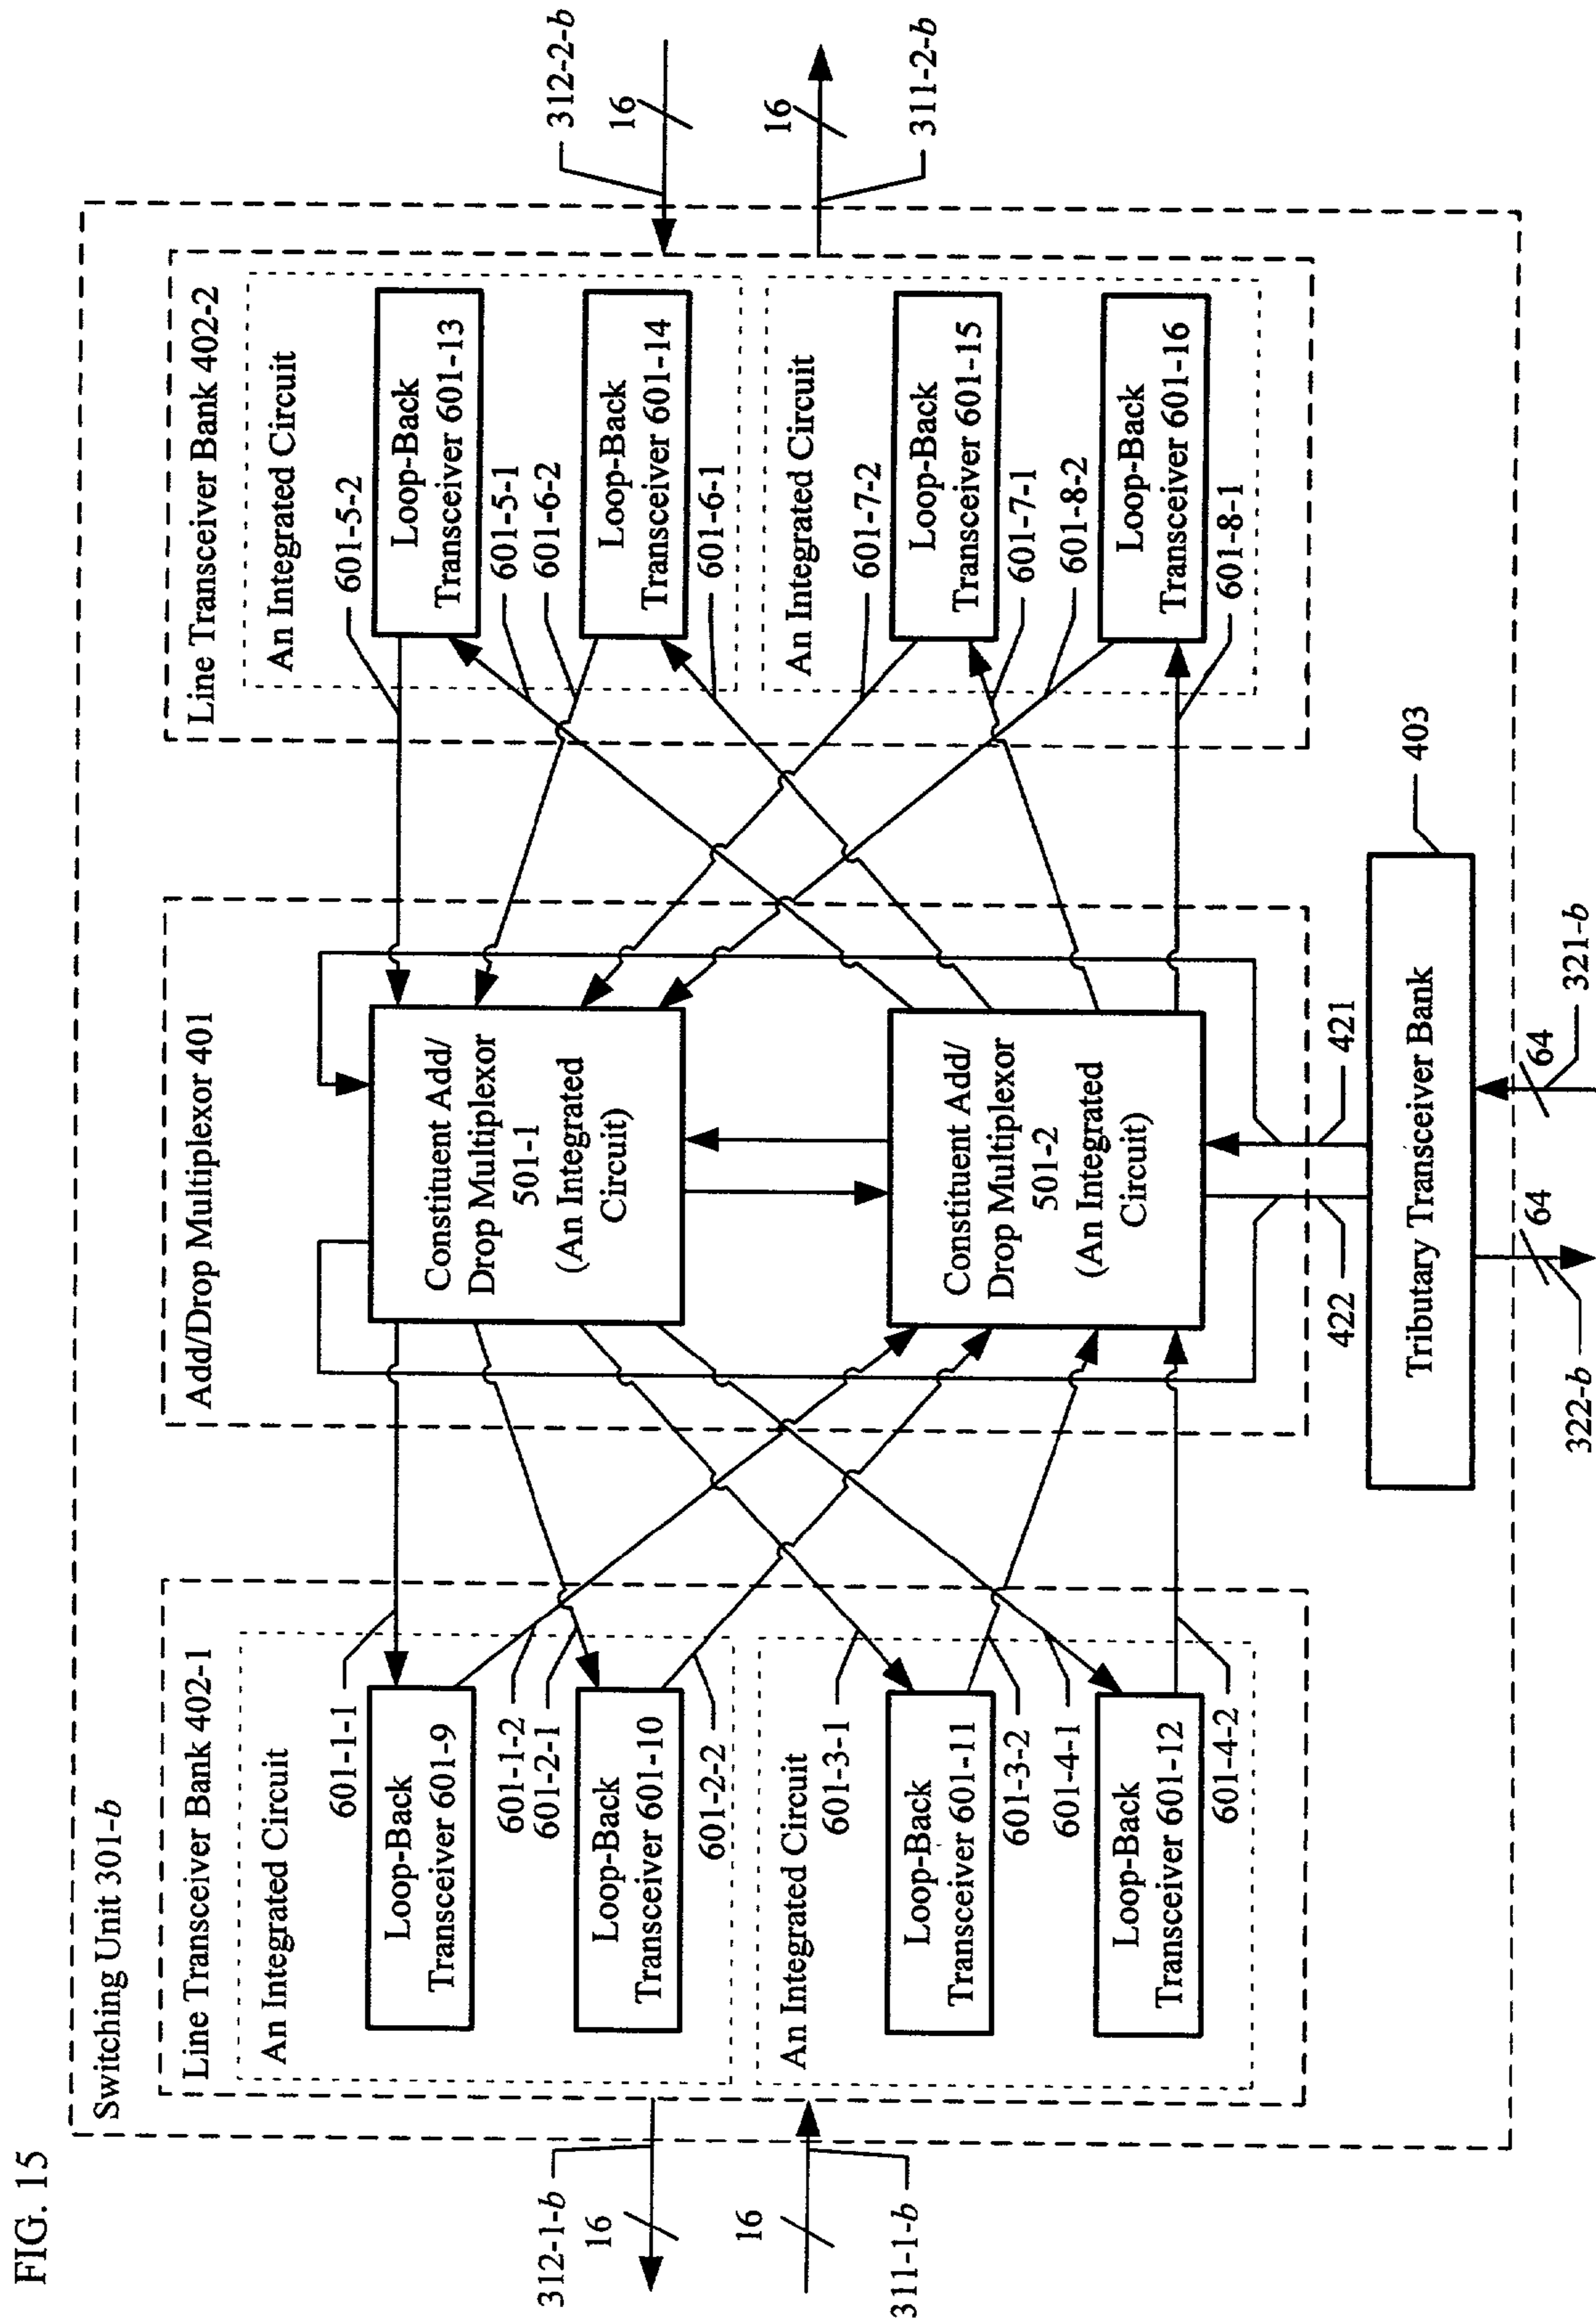 FIG. 15
Switching Unit 301-b
Line Transceiver Bank 402-1
An Integrated Circuit
Loop-Back
Transceiver 601-9
Loop-Back
Transceiver 601-10
An Integrated Circuit
Loop-Back
Transceiver 601-11
Loop-Back
Transceiver 601-12
601-1-1
601-1-2
601-2-1
601-2-2
601-3-1
601-3-2
601-4-1
601-4-2
312-1-b
16
16
311-1-b
Add/Drop Multiplexor 401
Constituent Add/
Drop Multiplexor
501-1
(An Integrated
Circuit)
Constituent Add/
Drop Multiplexor
501-2
(An Integrated
Circuit)
422
421
Tributary Transceiver Bank
403
322-b
64
64
321-b
Line Transceiver Bank 402-2
An Integrated Circuit
Loop-Back
Transceiver 601-13
Loop-Back
Transceiver 601-14
An Integrated Circuit
Loop-Back
Transceiver 601-15
Loop-Back
Transceiver 601-16
601-5-2
601-5-1
601-6-2
601-6-1
601-7-2
601-7-1
601-8-2
601-8-1
312-2-b
16
16
311-2-b